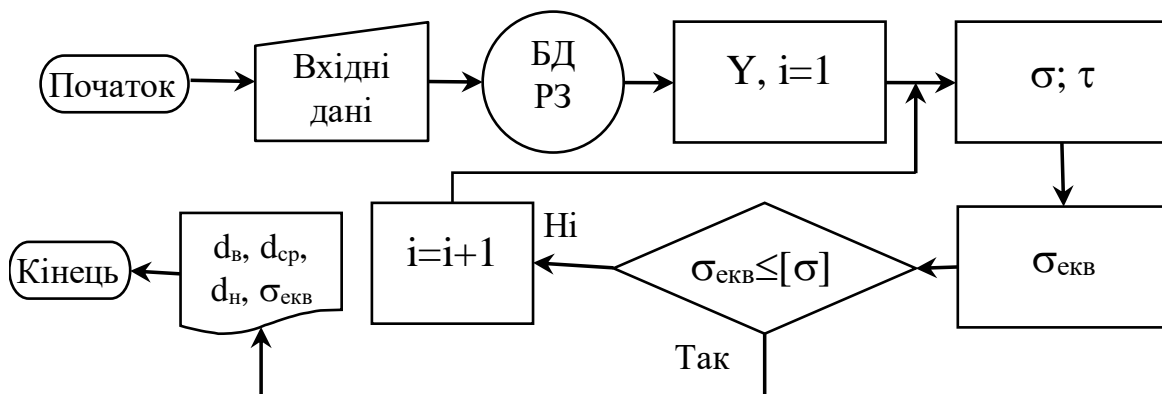 Початок
Вхідні
дані
БД
РЗ
Y, i=1
σ; τ
σекв
σекв≤[σ]
Ні
i=i+1
Так
dв, dср,
dн, σекв
Кінець